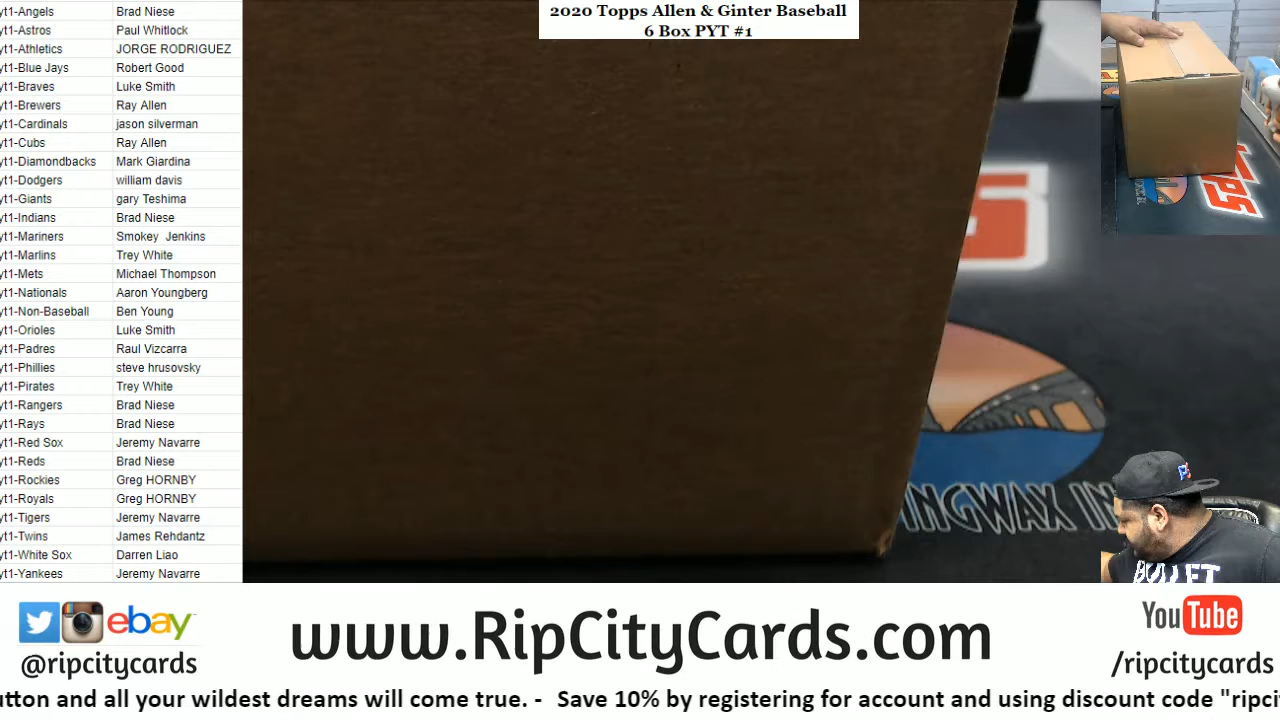 2020 Topps Allen & Ginter Baseball
6 Box PYT #1
yt1-Angels Brad Niese
yt1-Astros Paul Whitlock
yt1-Athletics JORGE RODRIGUEZ
yt1-Blue Jays Robert Good
yt1-Braves Luke Smith
yt1-Brewers Ray Allen
yt1-Cardinals jason silverman
yt1-Cubs Ray Allen
yt1-Diamondbacks Mark Giardina
yt1-Dodgers william davis
yt1-Giants gary Teshima
yt1-Indians Brad Niese
yt1-Mariners Smokey Jenkins
yt1-Marlins Trey White
yt1-Mets Michael Thompson
yt1-Nationals Aaron Youngberg
yt1-Non-Baseball Ben Young
yt1-Orioles Luke Smith
yt1-Padres Raul Vizcarra
yt1-Phillies steve hrusovsky
yt1-Pirates Trey White
yt1-Rangers Brad Niese
yt1-Rays Brad Niese
yt1-Red Sox Jeremy Navarre
yt1-Reds Brad Niese
yt1-Rockies Greg HORNBY
yt1-Royals Greg HORNBY
yt1-Tigers Jeremy Navarre
yt1-Twins James Rehdantz
yt1-White Sox Darren Liao
yt1-Yankees Jeremy Navarre
INGWAX IN
BULLET
ebay
@ripcitycards
www.RipCityCards.com
YouTube
/ripcitycards
utton and all your wildest dreams will come true. - Save 10% by registering for account and using discount code "ripci